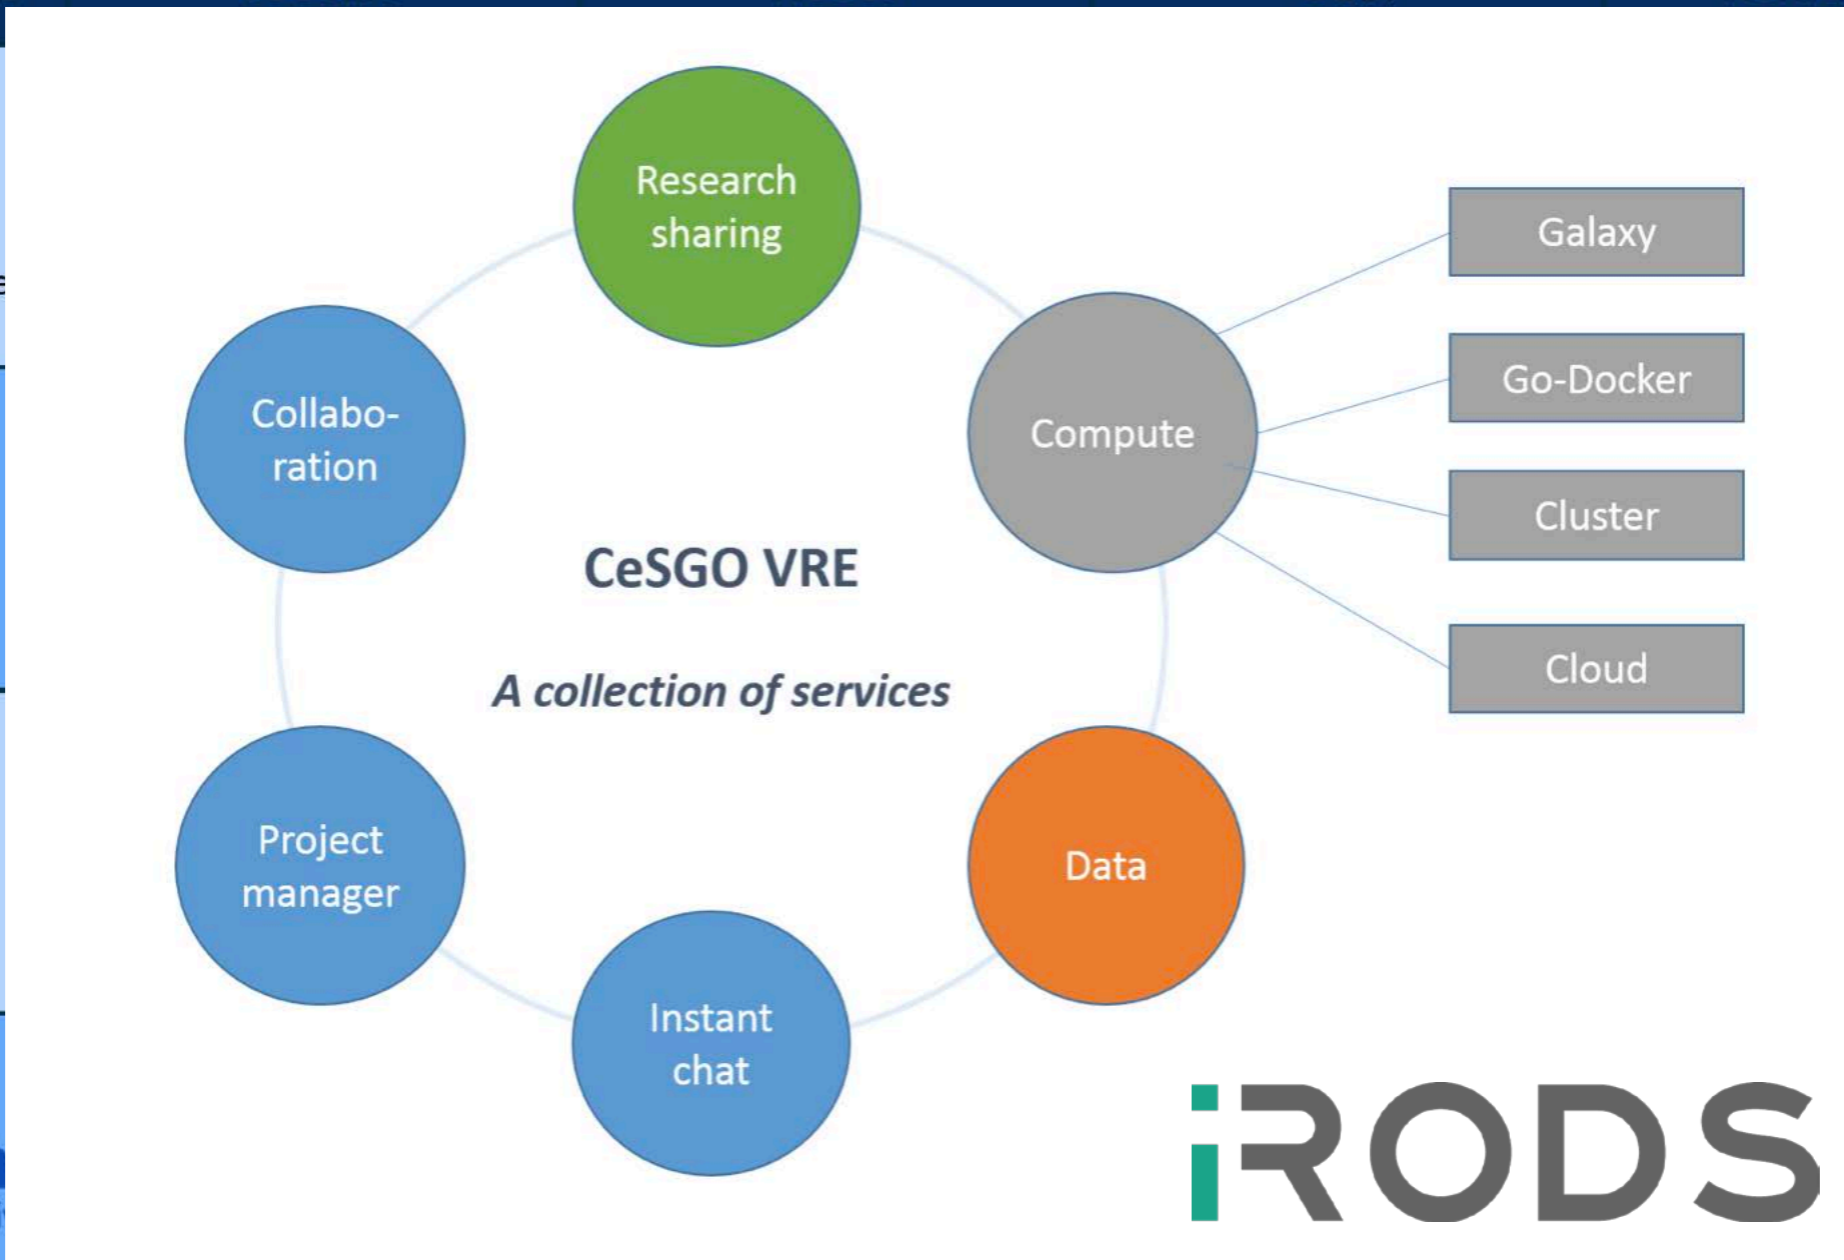 Research
sharing
Collabo-
ration
Compute
Galaxy
Go-Docker
Cluster
Cloud
CeSGO VRE
A collection of services
Project
manager
Data
Instant
chat
iRODS